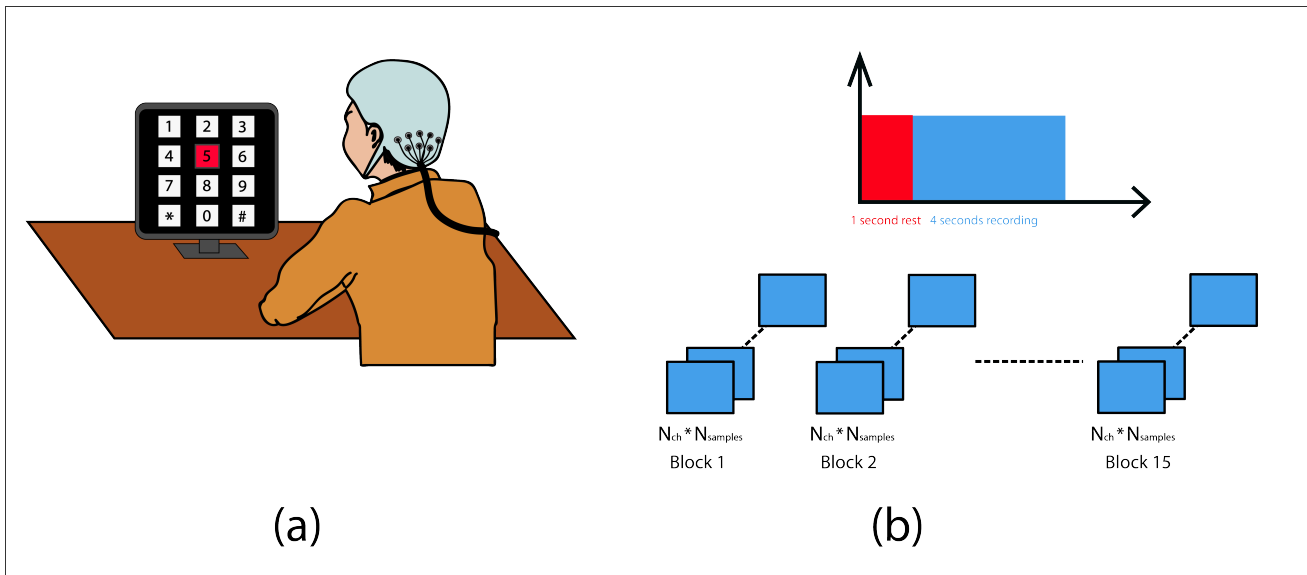 1 2 3
4 5 6
7 8 9
* 0 #
(a)
1 second rest 4 seconds recording
Nch * Nsamples Nch * Nsamples Nch * Nsamples
Block 1 Block 2 Block 15
(b)